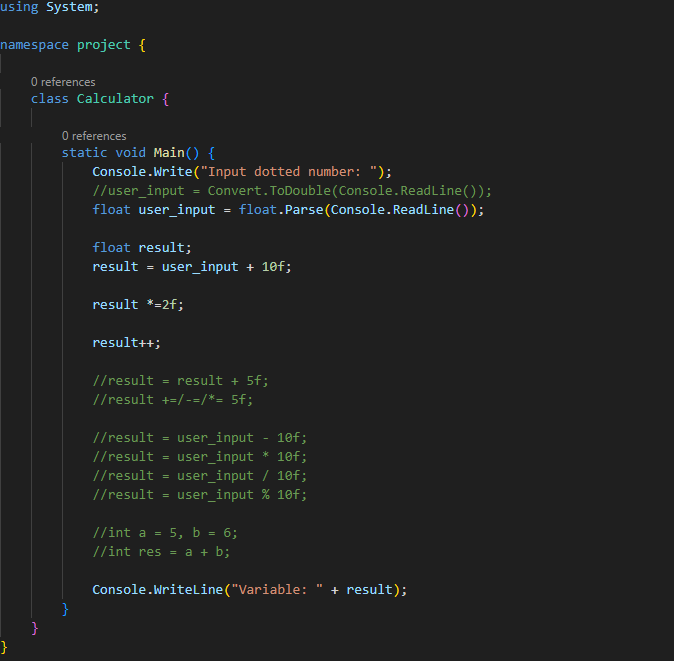 using System;
namespace project {
0 references
class Calculator {
0 references
static void Main() {
Console.Write("Input dotted number: ");
//user_input = Convert.ToDouble(Console.ReadLine());
float user_input = float.Parse(Console.ReadLine());
float result;
result = user_input + 10f;
result *=2f;
result++;
//result = result + 5f;
//result +=/-=/*= 5f;
//result = user_input - 10f;
//result = user_input * 10f;
//result = user_input / 10f;
//result = user_input % 10f;
//int a = 5, b = 6;
//int res = a + b;
Console.WriteLine("Variable: " + result);
}
}
}